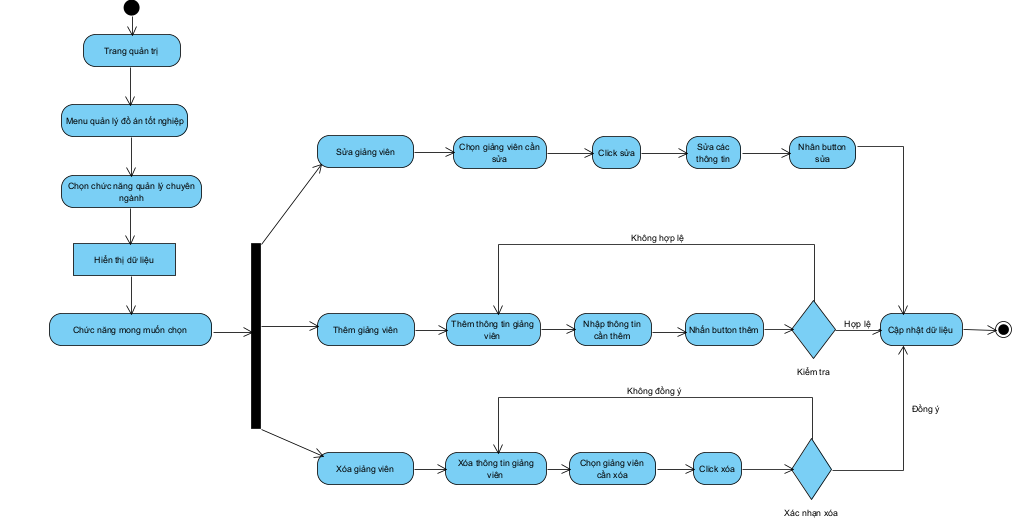 Trang quản trị
Menu quản lý đồ án tốt nghiệp
Chọn chức năng quản lý chuyên
ngành
Hiển thị dữ liệu
Chức năng mong muốn chọn
Sửa giảng viên
Chọn giảng viên cần
sửa
Click sửa
Sửa các
thông tin
Nhấn button
sửa
Không hợp lệ
Thêm giảng viên
Thêm thông tin giảng
viên
Nhập thông tin
cần thêm
Nhấn button thêm
Kiểm tra
Hợp lệ
Cập nhật dữ liệu
Không đồng ý
Đồng ý
Xóa giảng viên
Xóa thông tin giảng
viên
Chọn giảng viên
cần xóa
Click xóa
Xác nhạn xóa